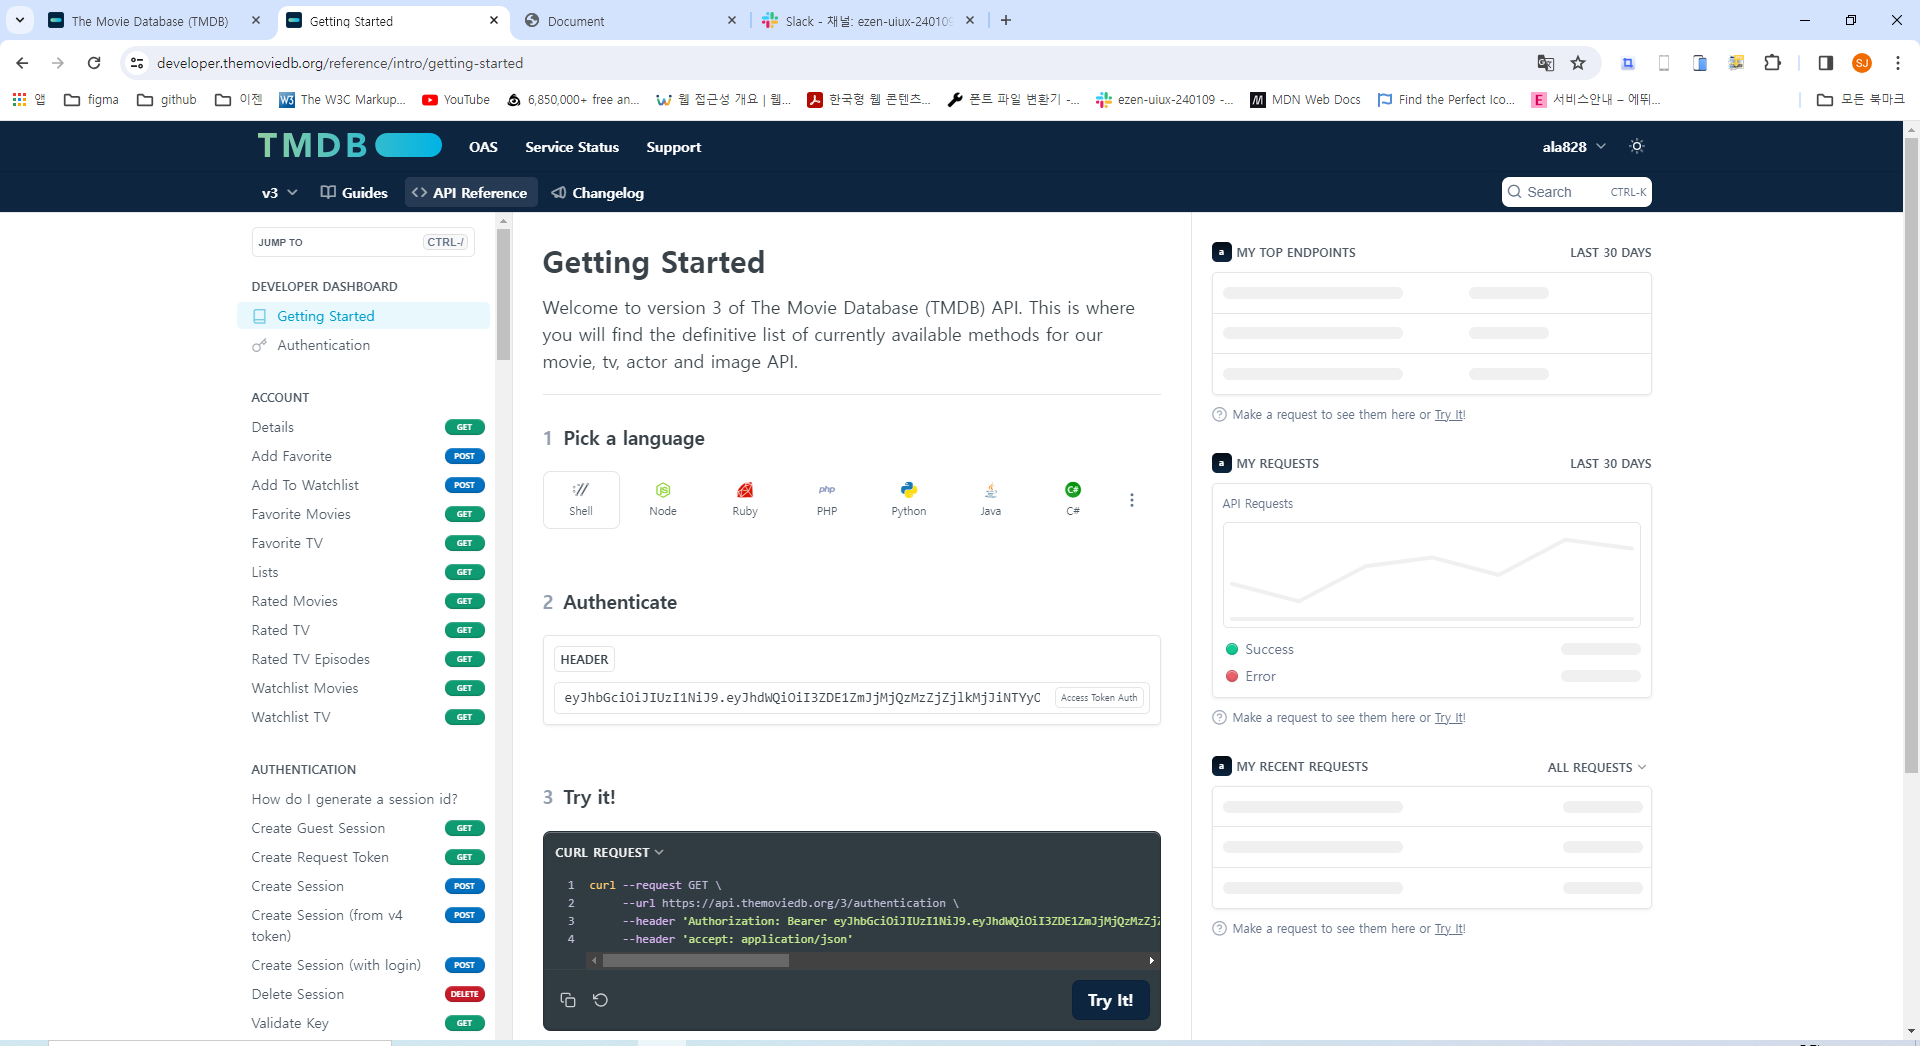 The Movie Database (TMDB)
Getting Started
Document
Slack - 채널: ezen-uiux-240109
developer.themoviedb.org/reference/intro/getting-started
SJ
앱
figma
github
이젠
The W3C Markup...
YouTube
6,850,000+ free an...
웹 접근성 개요 | 웹...
한국형 웹 콘텐츠...
폰트 파일 변환기 -...
ezen-uiux-240109 -...
MDN Web Docs
Find the Perfect Ico...
서비스안내 – 에뛰...
모든 북마크
TMDB
OAS
Service Status
Support
ala828
v3
Guides
API Reference
Changelog
Search
CTRL-K
JUMP TO
CTRL-/
DEVELOPER DASHBOARD
Getting Started
Authentication
ACCOUNT
Details GET
Add Favorite POST
Add To Watchlist POST
Favorite Movies GET
Favorite TV GET
Lists GET
Rated Movies GET
Rated TV GET
Rated TV Episodes GET
Watchlist Movies GET
Watchlist TV GET
AUTHENTICATION
How do I generate a session id?
Create Guest Session GET
Create Request Token GET
Create Session POST
Create Session (from v4 POST
token)
Create Session (with login) POST
Delete Session DELETE
Validate Key GET
Getting Started
Welcome to version 3 of The Movie Database (TMDB) API. This is where
you will find the definitive list of currently available methods for our
movie, tv, actor and image API.
1 Pick a language
Shell
Node
Ruby
php
PHP
Python
Java
C#
C#
2 Authenticate
HEADER
eyJhbGciOiJIUzI1NiJ9.eyJhdWQiOiI3ZDE1ZmJjMjQzMzZjZjlkMjJiNTYyO
Access Token Auth
3 Try it!
CURL REQUEST
1 curl --request GET \
2 --url https://api.themoviedb.org/3/authentication \
3 --header 'Authorization: Bearer eyJhbGciOiJIUzI1NiJ9.eyJhdWQiOiI3ZDE1ZmJjMjQzMzZjZ
4 --header 'accept: application/json'
Try It!
a MY TOP ENDPOINTS
LAST 30 DAYS
Make a request to see them here or Try It!
a MY REQUESTS
LAST 30 DAYS
API Requests
Success
Error
Make a request to see them here or Try It!
a MY RECENT REQUESTS
ALL REQUESTS
Make a request to see them here or Try It!